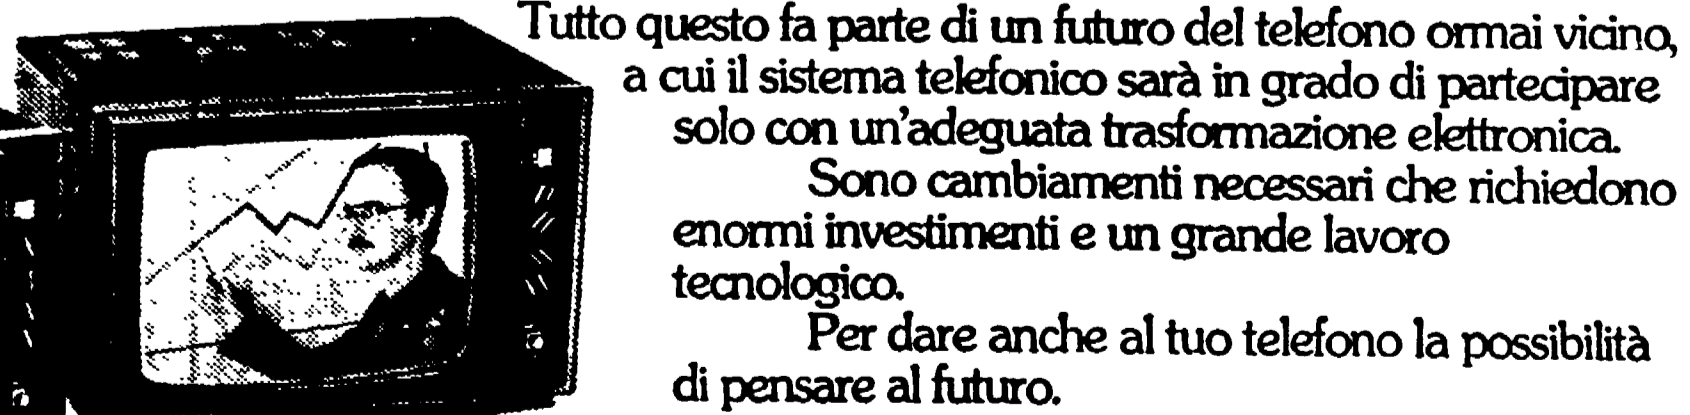 Tutto questo fa parte di un futuro del telefono ormai vicino,
a cui il sistema telefonico sarà in grado di partecipare
solo con un'adeguata trasformazione elettronica.
Sono cambiamenti necessari che richiedono
enormi investimenti e un grande lavoro
tecnologico.
Per dare anche al tuo telefono la possibilità
di pensare al futuro.